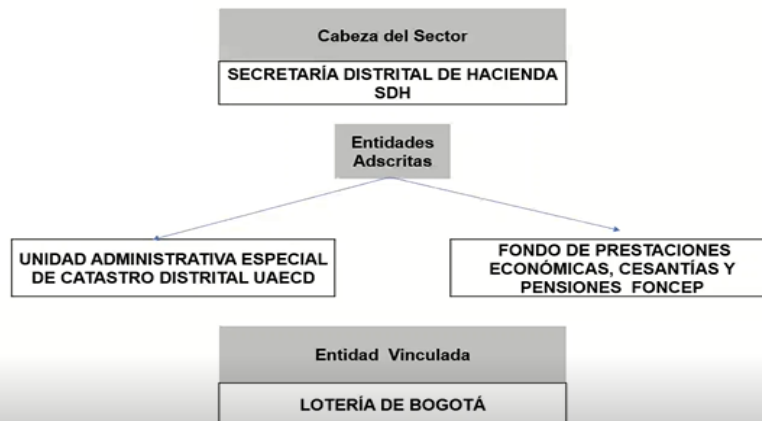 Cabeza del Sector
SECRETARÍA DISTRITAL DE HACIENDA
SDH
Entidades
Adscritas
UNIDAD ADMINISTRATIVA ESPECIAL
DE CATASTRO DISTRITAL UAECD
FONDO DE PRESTACIONES
ECONÓMICAS, CESANTÍAS Y
PENSIONES FONCEP
Entidad Vinculada
LOTERÍA DE BOGOTÁ